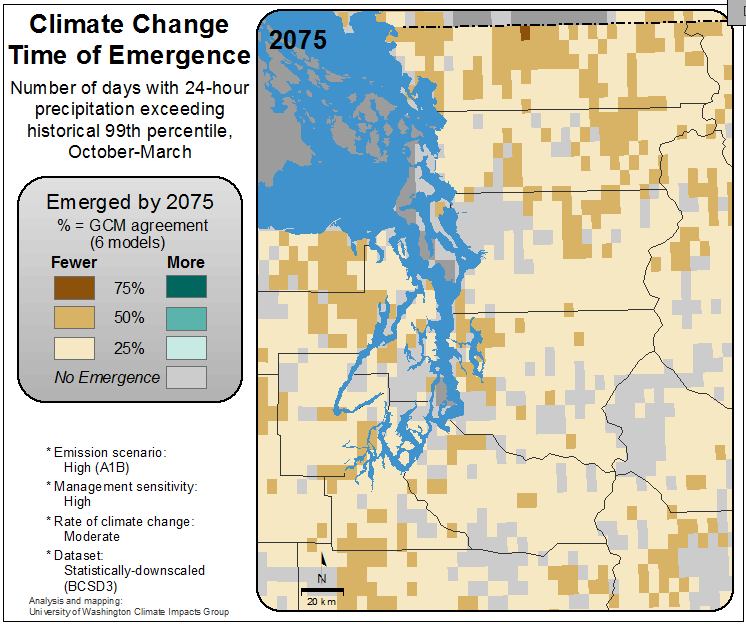 Climate Change
Time of Emergence
Number of days with 24-hour
precipitation exceeding
historical 99th percentile,
October-March
Emerged by 2075
% = GCM agreement
(6 models)
Fewer More
75%
50%
25%
No Emergence
* Emission scenario:
High (A1B)
* Management sensitivity:
High
* Rate of climate change:
Moderate
* Dataset:
Statistically-downscaled
(BCSD3)
Analysis and mapping:
University of Washington Climate Impacts Group
2075
N
20 km